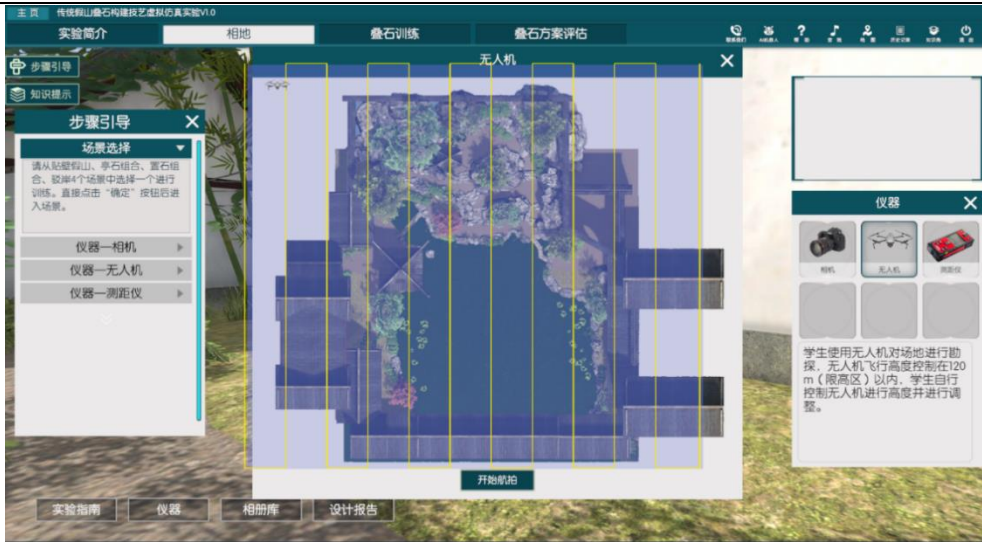 主 页 传统假山叠石构建技艺虚拟仿真实验V1.0
实验简介 相地 叠石训练 叠石方案评估
步骤引导
知识提示
无人机
步骤引导
场景选择
请从贴壁假山、亭石组合、置石组
合、驳岸4个场景中选择一个进行
训练。直接点击“确定”按钮后进
入场景。
仪器—相机
仪器—无人机
仪器—测距仪
仪器
相机 无人机 测距仪
学生使用无人机对场地进行勘
探，无人机飞行高度控制在120
m（限高区）以内，学生自行
控制无人机进行高度并进行调
整。
开始航拍
实验指南 仪器 相册库 设计报告